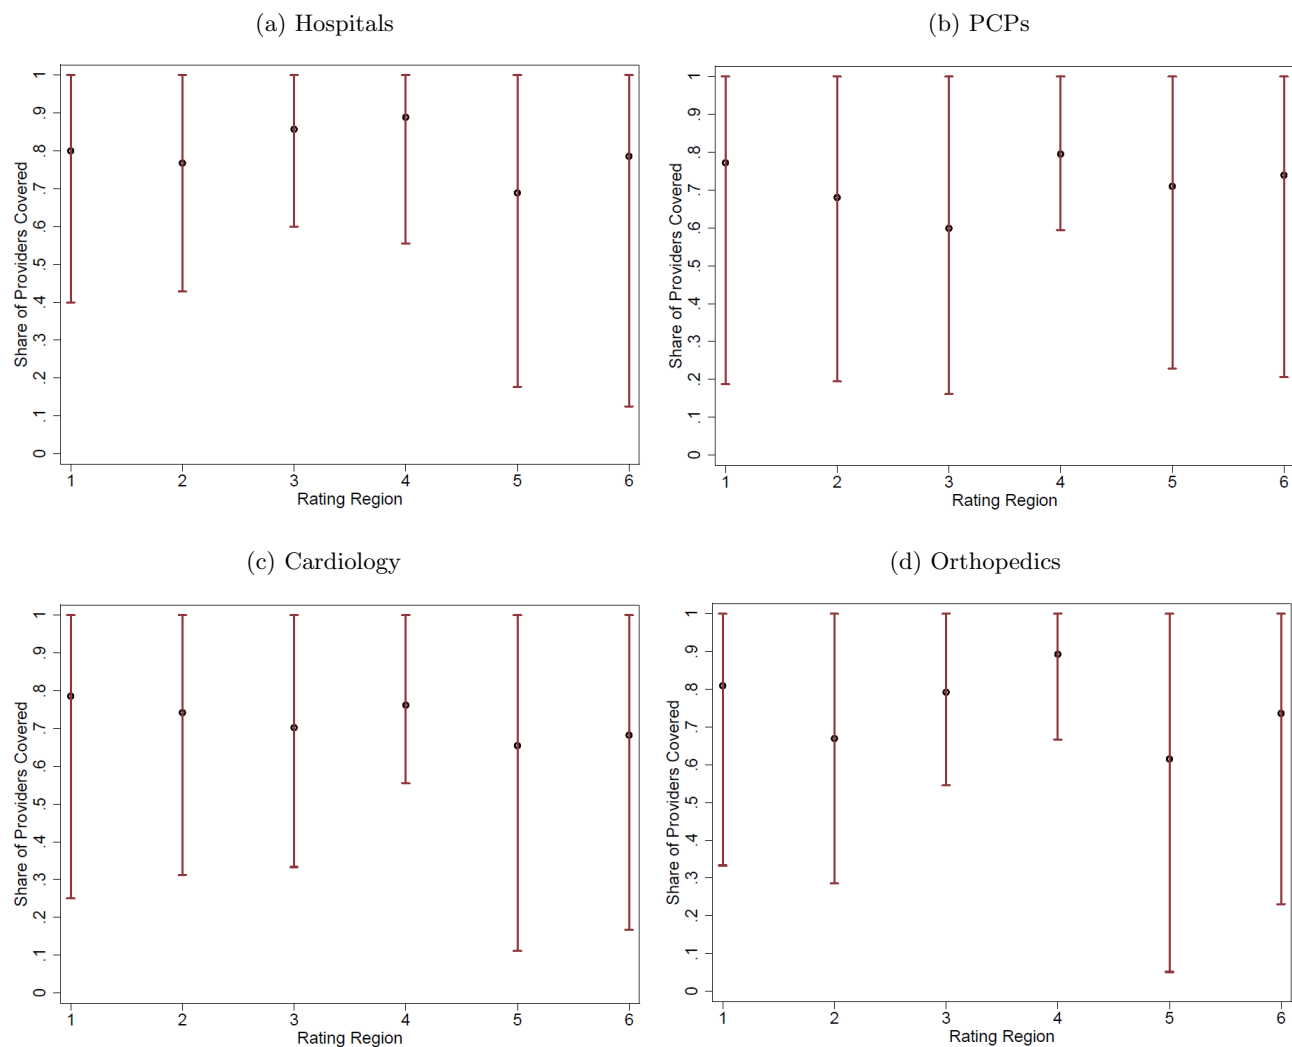 (a) Hospitals
Share of Providers Covered
1
.9
.8
.7
.6
.5
.4
.3
.2
.1
0
1 2 3 4 5 6
Rating Region
(b) PCPs
Share of Providers Covered
1
.9
.8
.7
.6
.5
.4
.3
.2
.1
0
1 2 3 4 5 6
Rating Region
(c) Cardiology
Share of Providers Covered
1
.9
.8
.7
.6
.5
.4
.3
.2
.1
0
1 2 3 4 5 6
Rating Region
(d) Orthopedics
Share of Providers Covered
1
.9
.8
.7
.6
.5
.4
.3
.2
.1
0
1 2 3 4 5 6
Rating Region